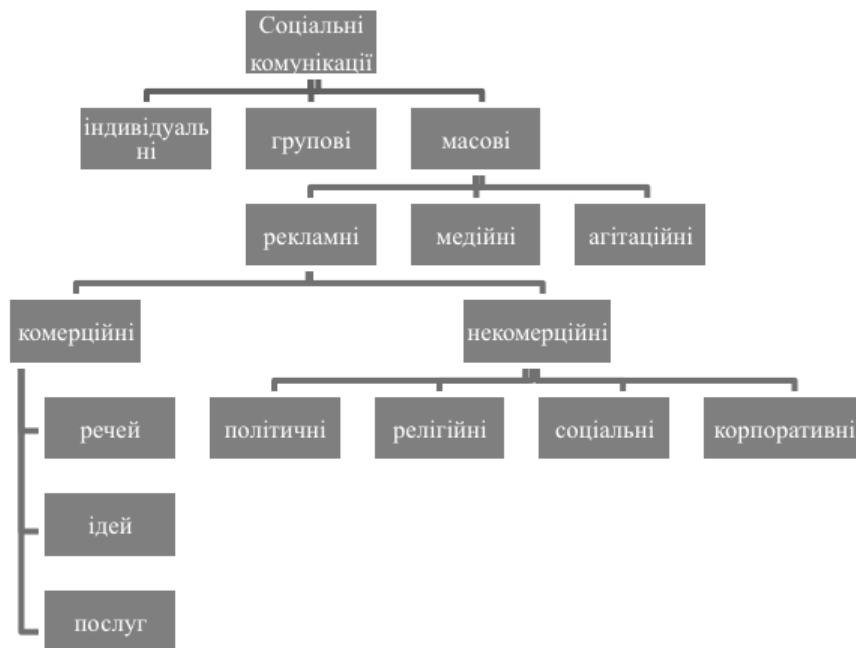 Соціальні
комунікації
індивідуаль
ні
групові
масові
рекламні
медійні
агітаційні
комерційні
некомерційні
речей
політичні
релігійні
соціальні
корпоративні
ідей
послуг